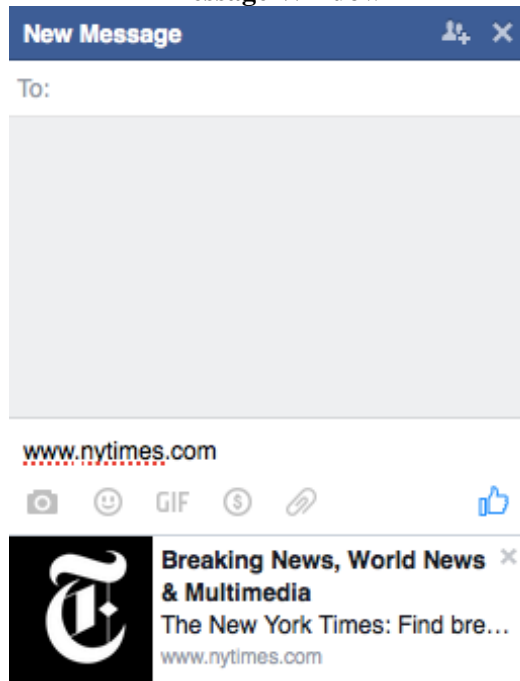 New Message
To:
www.nytimes.com
GIF $
Breaking News, World News
& Multimedia
The New York Times: Find bre...
www.nytimes.com